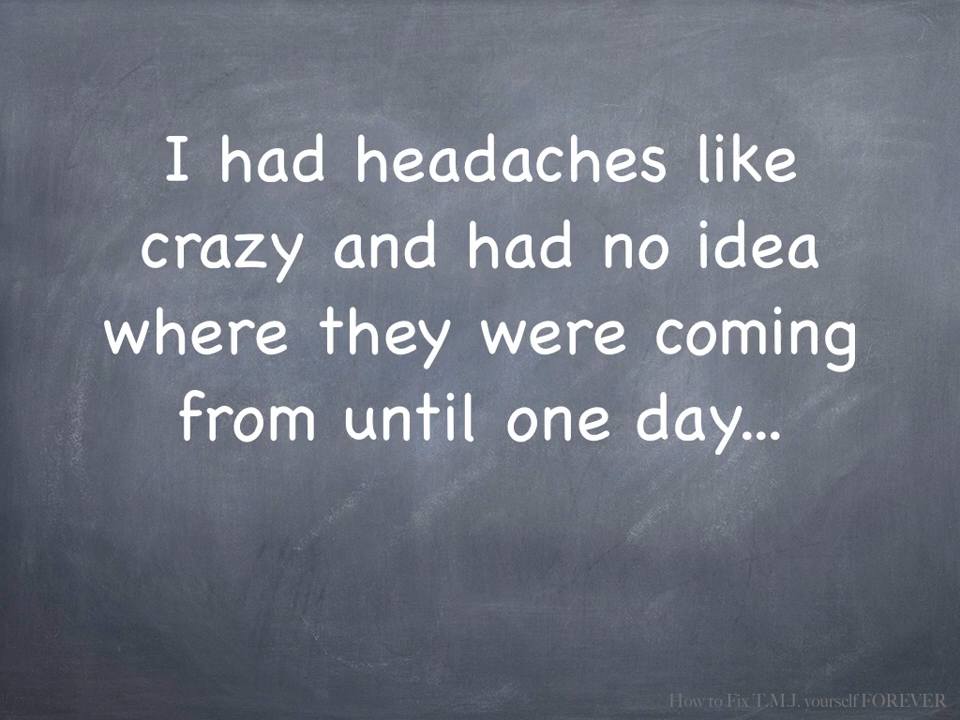 I had headaches like
crazy and had no idea
where they were coming
from until one day...
How to Fix T.M.J. yourself FOREVER